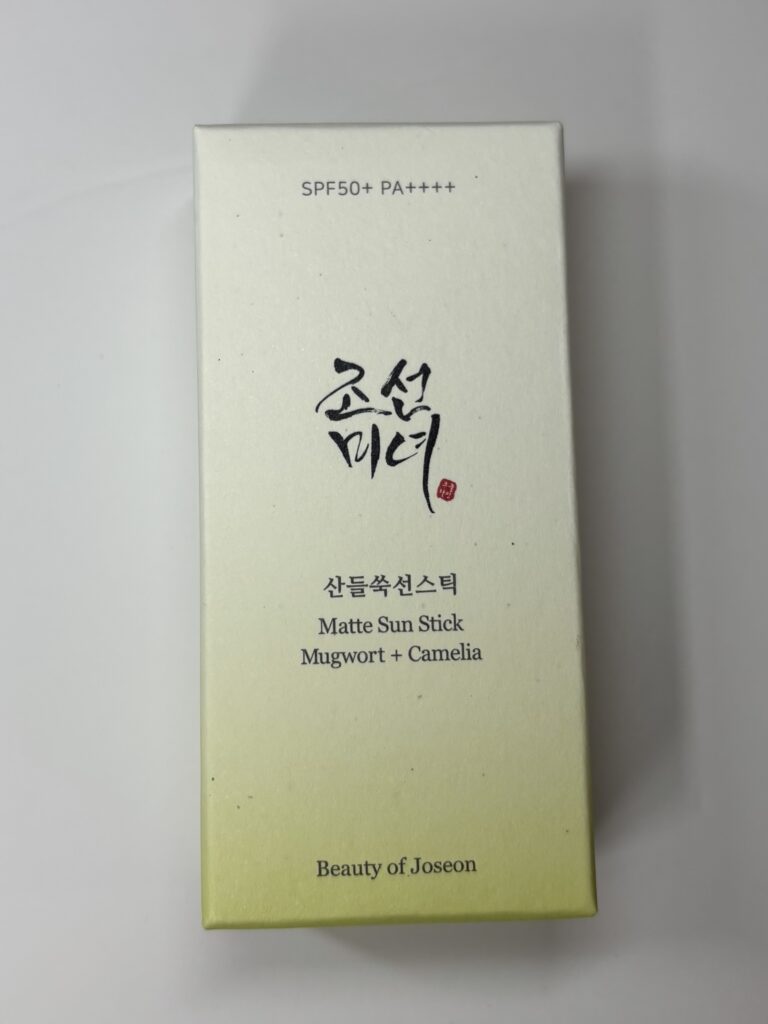 SPF50+ PA++++
조선
미녀
산들쑥선스틱
Matte Sun Stick
Mugwort + Camelia
Beauty of Joseon